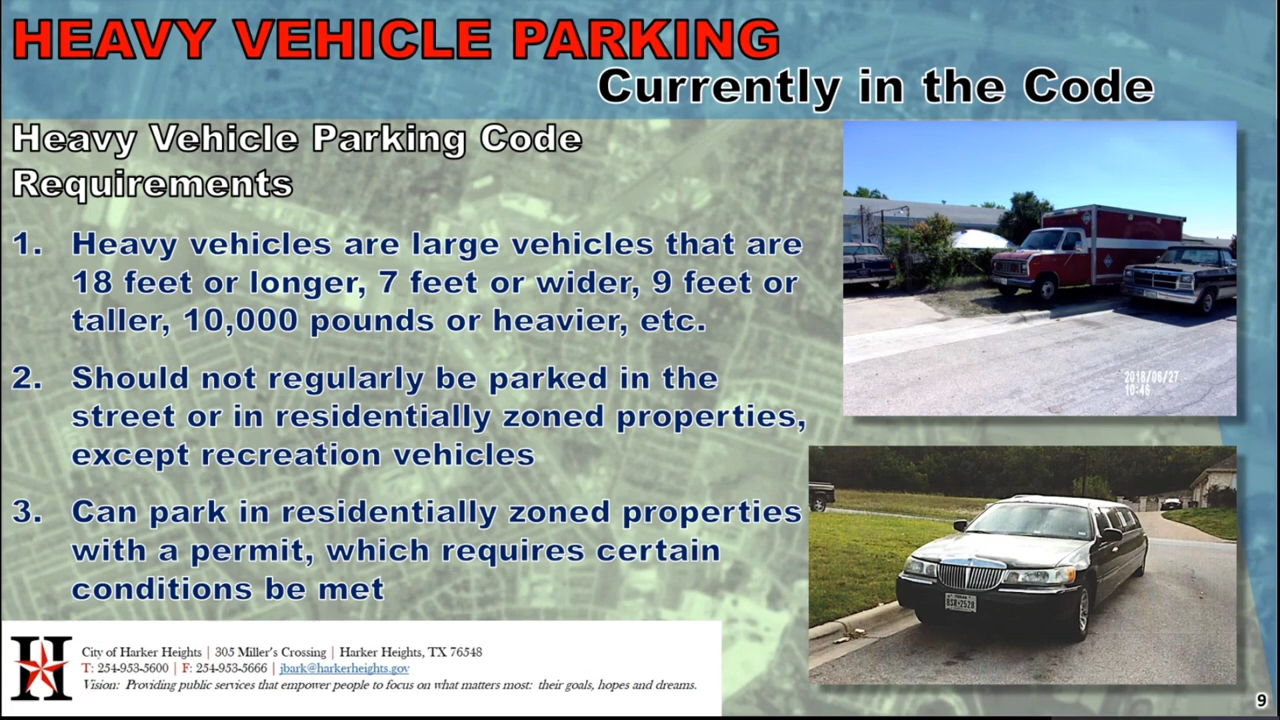 HEAVY VEHICLE PARKING
Currently in the Code
Heavy Vehicle Parking Code
Requirements
1. Heavy vehicles are large vehicles that are
18 feet or longer, 7 feet or wider, 9 feet or
taller, 10,000 pounds or heavier, etc.
2. Should not regularly be parked in the
street or in residentially zoned properties,
except recreation vehicles
3. Can park in residentially zoned properties
with a permit, which requires certain
conditions be met
2018/06/27
10:46
H
City of Harker Heights | 305 Miller's Crossing | Harker Heights, TX 76548
T: 254-953-5600 | F: 254-953-5666 | jbark@harkerheights.gov
Vision: Providing public services that empower people to focus on what matters most: their goals, hopes and dreams.
9